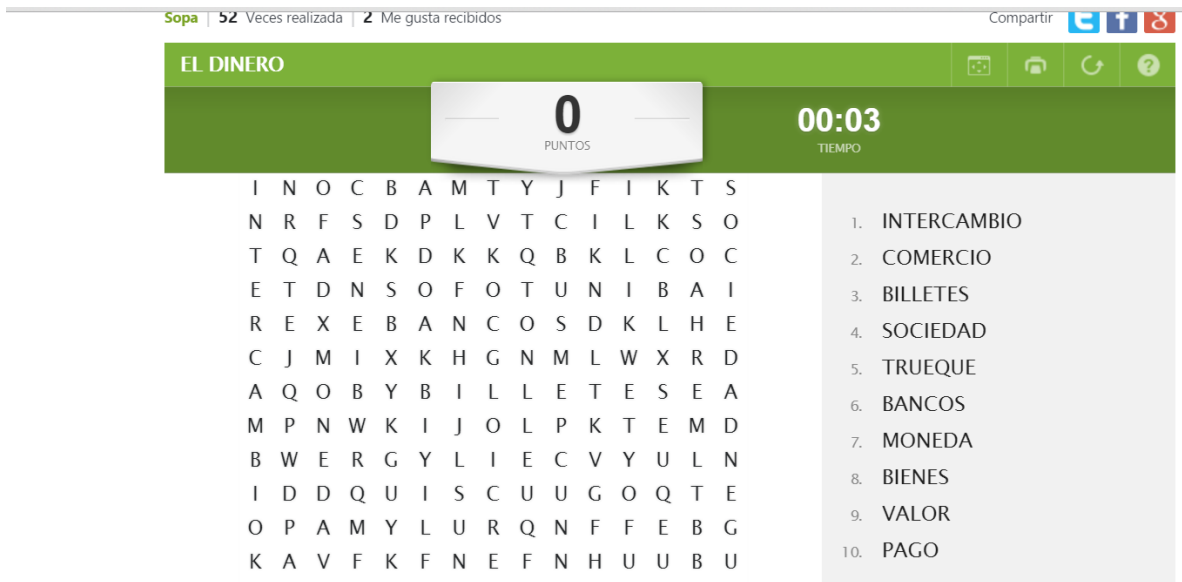 Sopa | 52 Veces realizada | 2 Me gusta recibidos Compartir
EL DINERO ?
0
PUNTOS
00:03
TIEMPO
I N O C B A M T Y J F I K T S
N R F S D P L V T C I L K S O
T Q A E K D K K Q B K L C O C
E T D N S O F O T U N I B A I
R E X E B A N C O S D K L H E
C J M I X K H G N M L W X R D
A Q O B Y B I L L E T E S E A
M P N W K I J O L P K T E M D
B W E R G Y L I E C V Y U L N
I D D Q U I S C U U G O Q T E
O P A M Y L U R Q N F F E B G
K A V F K F N E F N H U U B U
1. INTERCAMBIO
2. COMERCIO
3. BILLETES
4. SOCIEDAD
5. TRUEQUE
6. BANCOS
7. MONEDA
8. BIENES
9. VALOR
10. PAGO